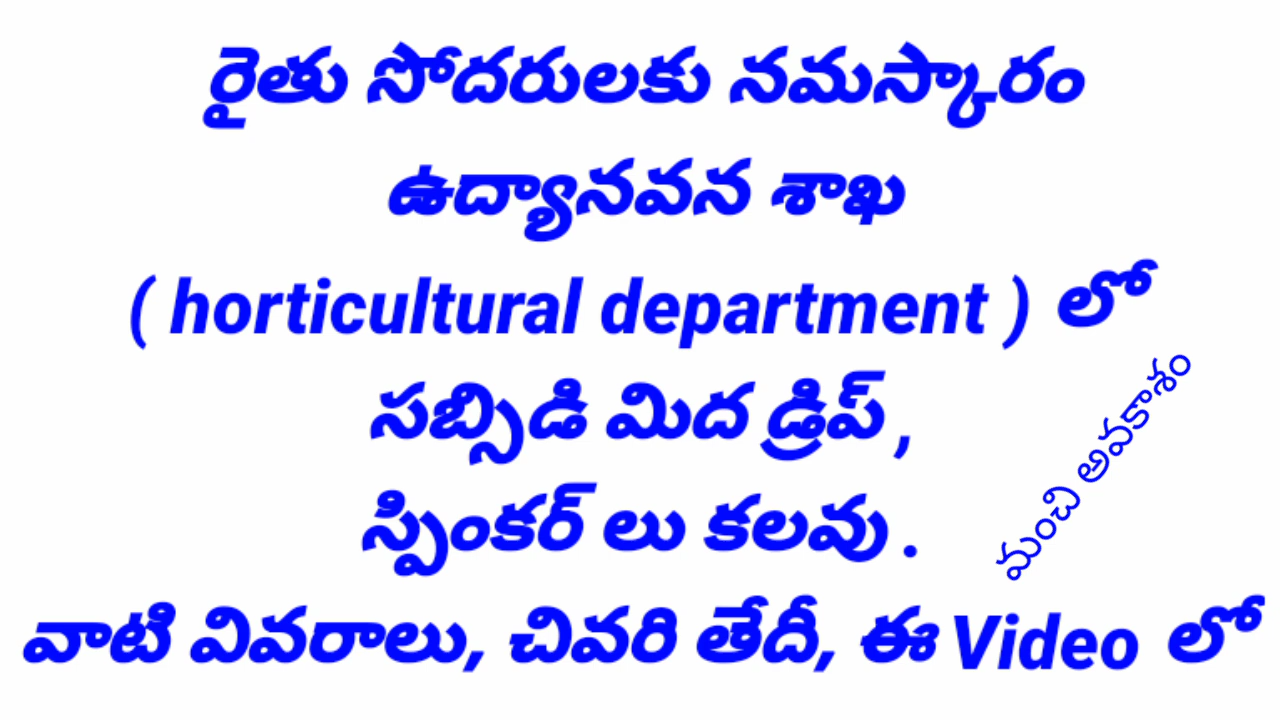 రైతు సోదరులకు నమస్కారం
ఉద్యానవన శాఖ
( horticultural department ) లో
సబ్సిడి మిద డ్రిప్ ,
స్పింకర్ లు కలవు .
మంచి అవకాశం
వాటి వివరాలు, చివరి తేదీ, ఈ Video లో